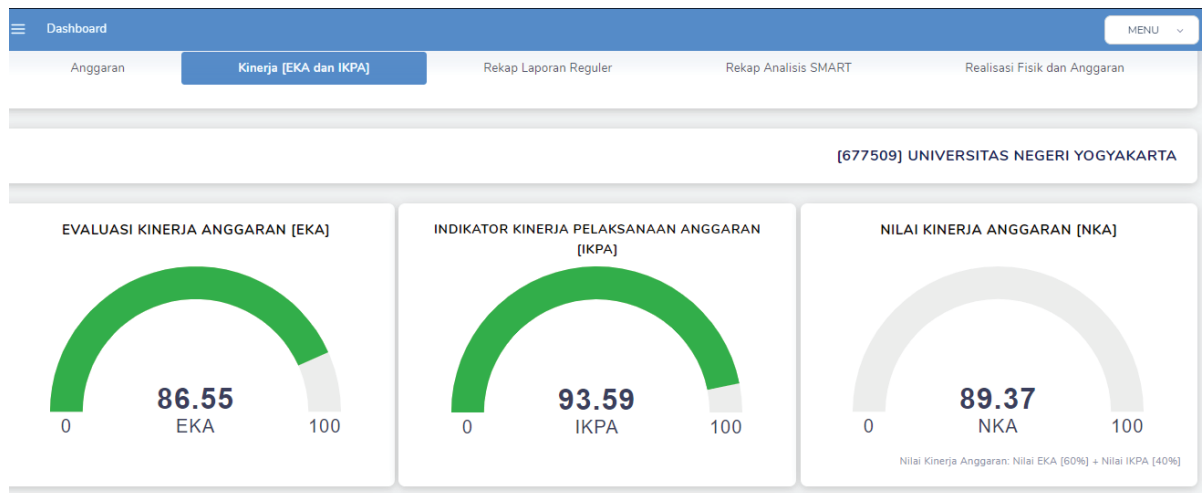 Dashboard
MENU
Anggaran
Kinerja [EKA dan IKPA]
Rekap Laporan Reguler
Rekap Analisis SMART
Realisasi Fisik dan Anggaran
[677509] UNIVERSITAS NEGERI YOGYAKARTA
EVALUASI KINERJA ANGGARAN [EKA]
86.55
0
EKA
100
INDIKATOR KINERJA PELAKSANAAN ANGGARAN
[IKPA]
93.59
0
IKPA
100
NILAI KINERJA ANGGARAN [NKA]
89.37
0
NKA
100
Nilai Kinerja Anggaran: Nilai EKA [60%] + Nilai IKPA [40%]